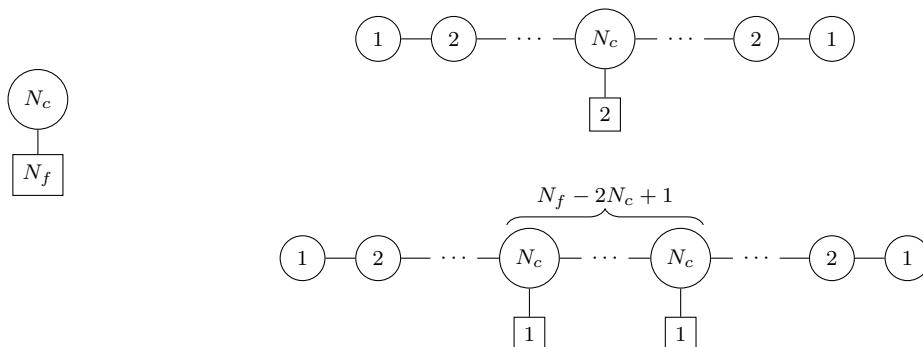 1 2 ⋯ N_c ⋯ 2 1
2
N_c
N_f
N_f − 2N_c + 1
1 2 ⋯ N_c ⋯ N_c ⋯ 2 1
1 1